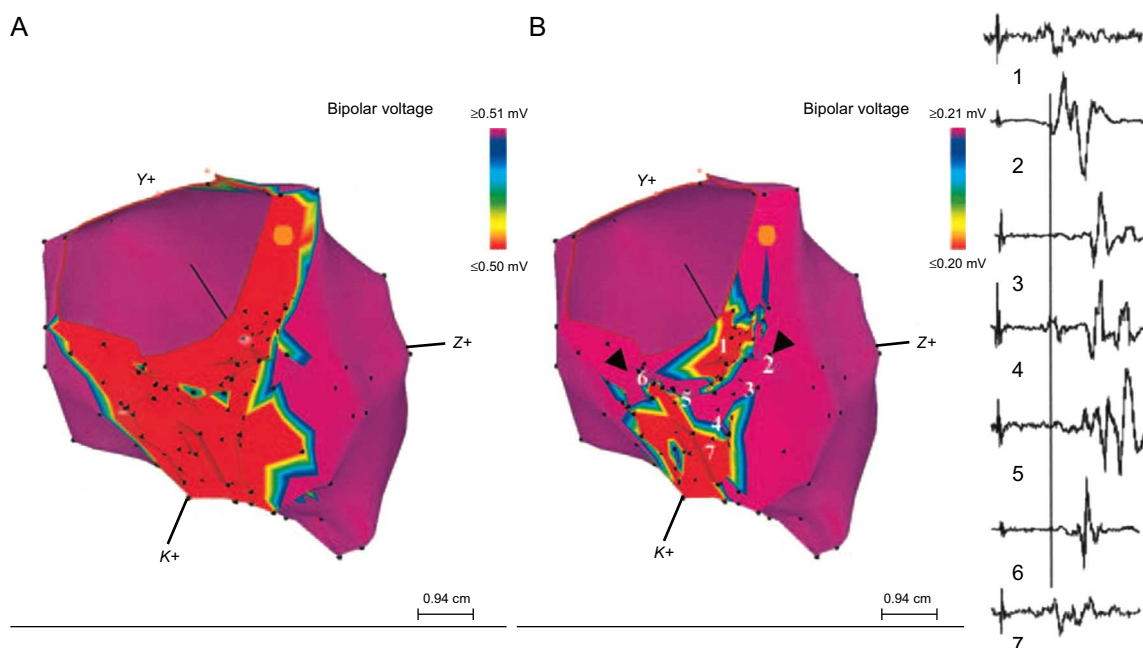 A
Bipolar voltage
≥0.51 mV
≤0.50 mV
Y+
Z+
K+
0.94 cm
B
Bipolar voltage
≥0.21 mV
≤0.20 mV
Y+
Z+
K+
0.94 cm
1
2
3
4
5
6
7
1
2
3
4
5
6
7